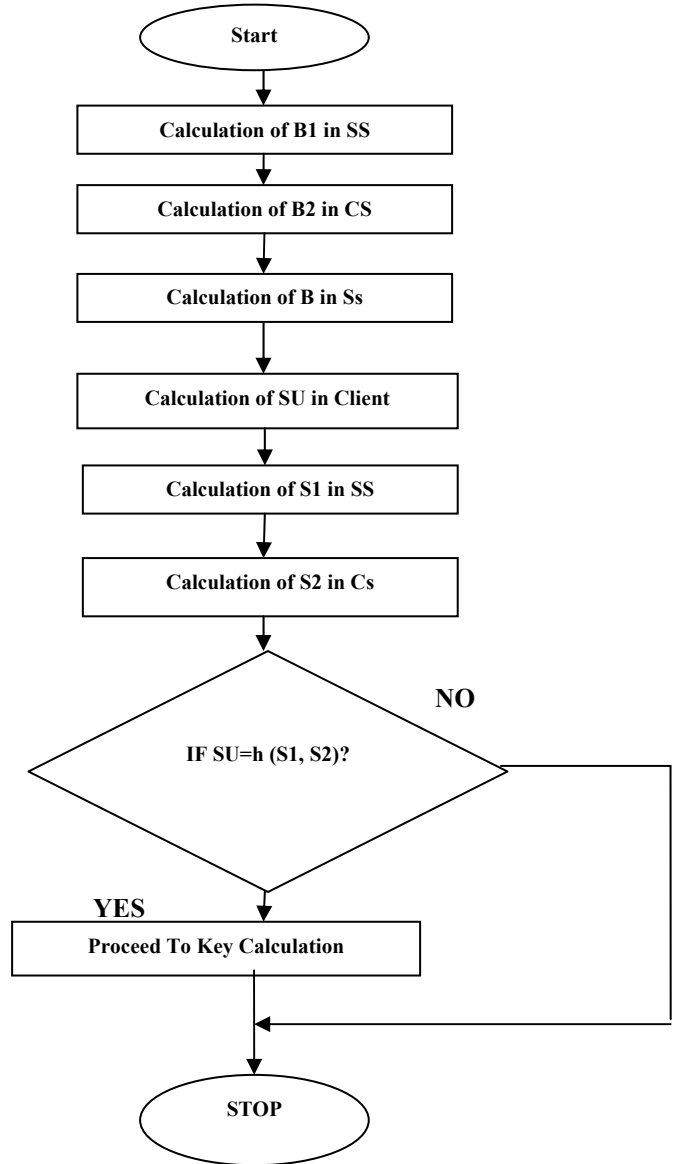 Start
Calculation of B1 in SS
Calculation of B2 in CS
Calculation of B in Ss
Calculation of SU in Client
Calculation of S1 in SS
Calculation of S2 in Cs
NO
IF SU=h (S1, S2)?
YES
Proceed To Key Calculation
STOP